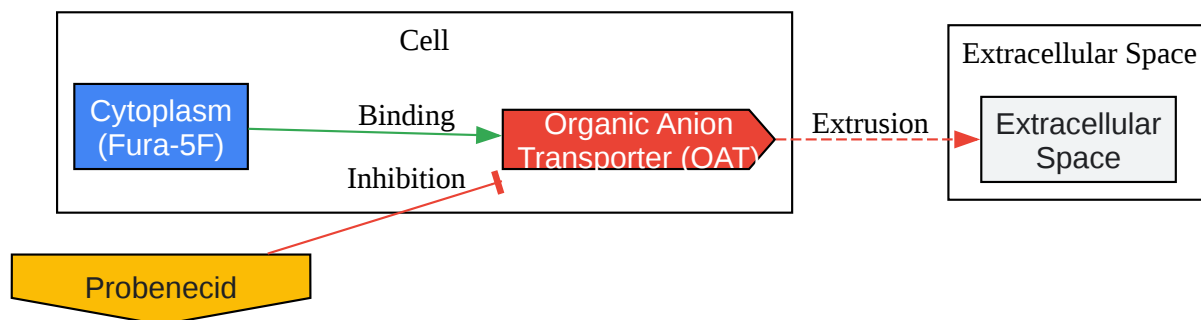 Cell
Extracellular Space
Cytoplasm
(Fura-5F)
Binding
Organic Anion
Transporter (OAT)
Extrusion
Extracellular
Space
Inhibition
Probenecid